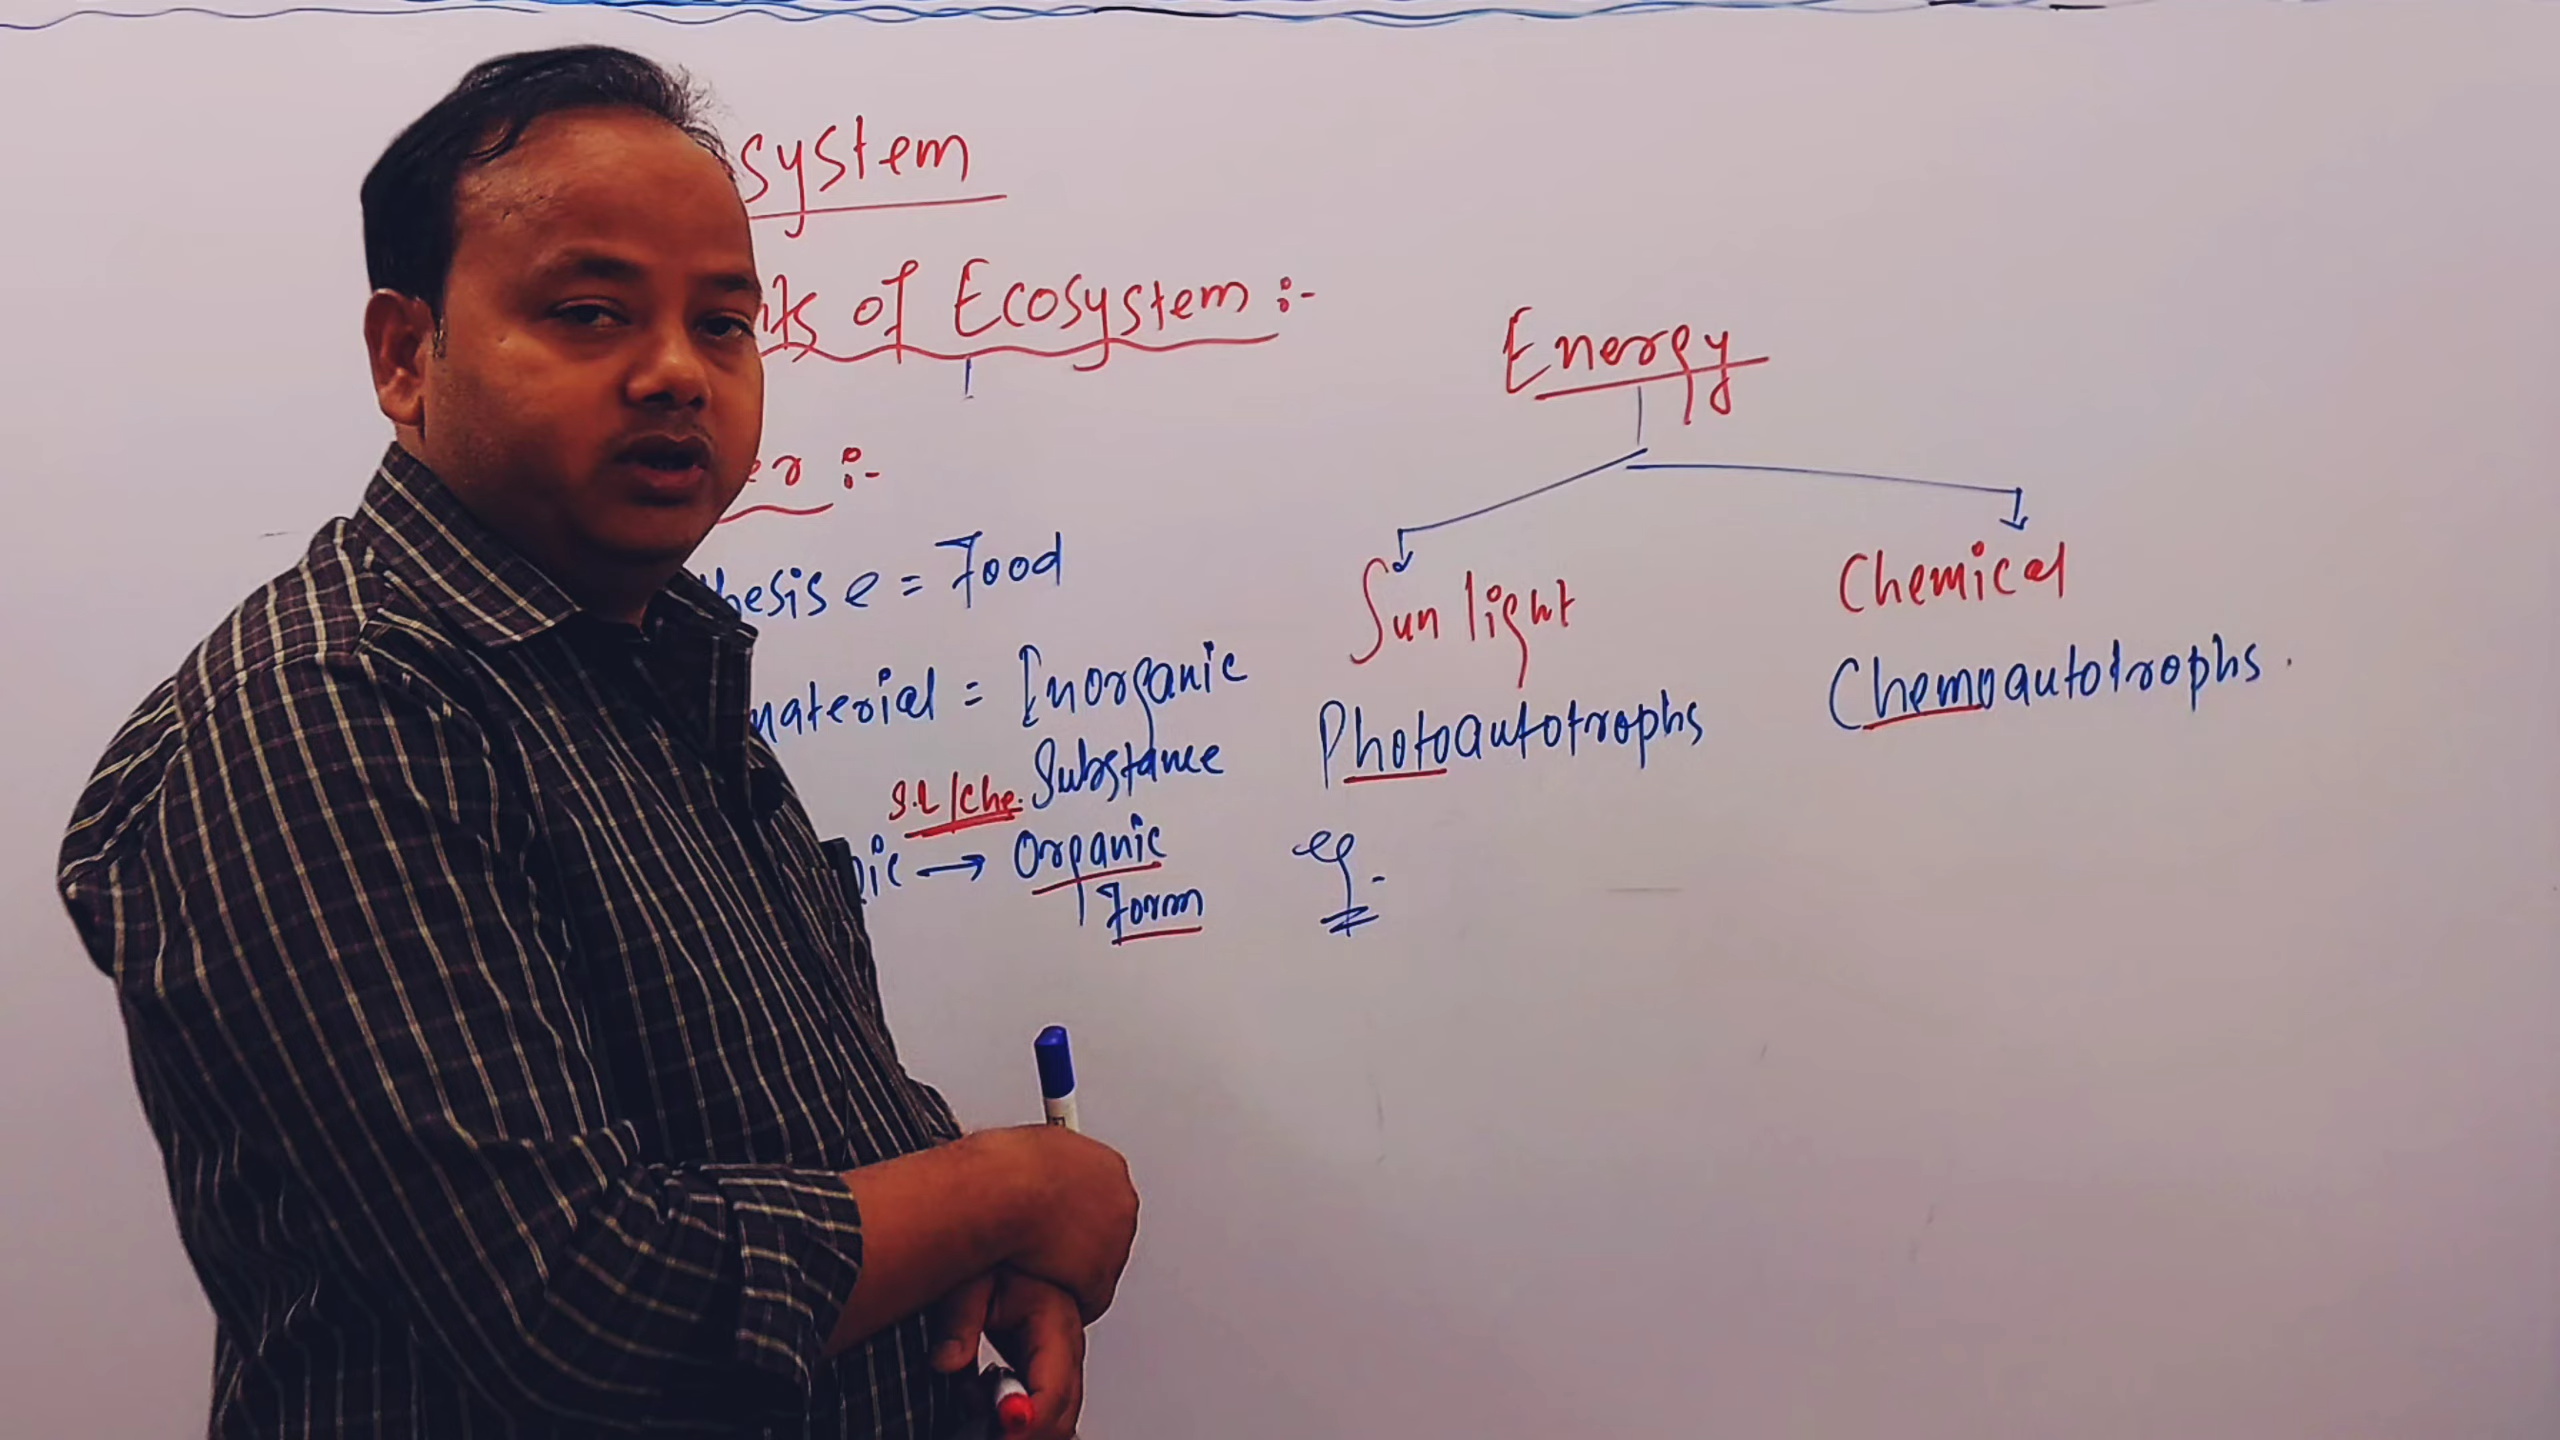 system
of Ecosystem :-
:-
= Food
material = Inorganic
Substance
S.L/Che.
→ Organic
Form
Energy
Sun light
Photoautotrophs
eg.
Chemical
Chemoautotrophs.